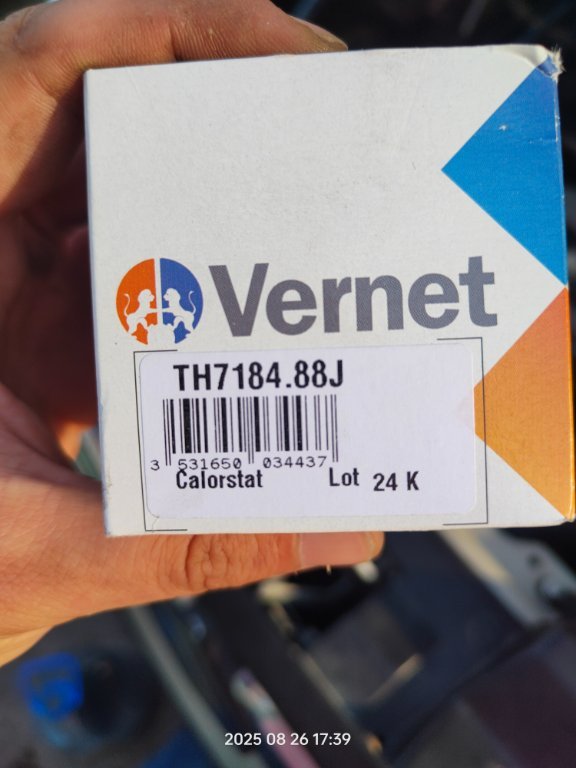 Vernet
TH7184.88J
3 531650 034437
Calorstat Lot 24 K
2025 08 26 17:39